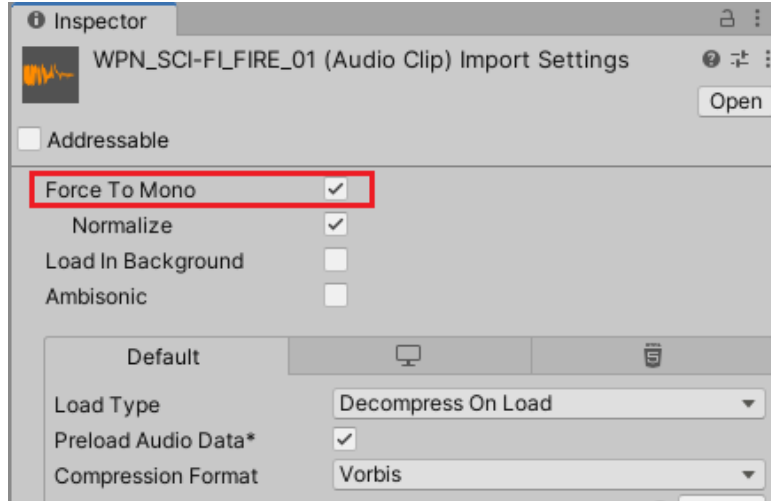 Inspector
WPN_SCI-FI_FIRE_01 (Audio Clip) Import Settings
Open
Addressable
Force To Mono
Normalize
Load In Background
Ambisonic
Default
Load Type Decompress On Load
Preload Audio Data*
Compression Format Vorbis